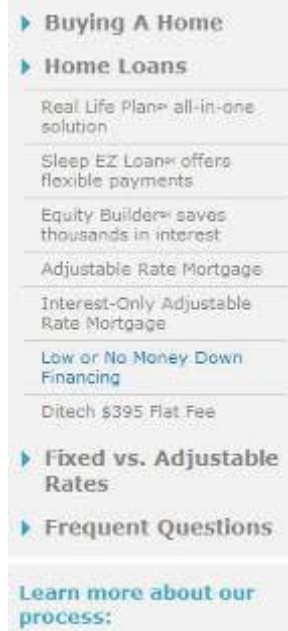 Buying A Home
Home Loans
Real Life Plan℠ all-in-one
solution
Sleep EZ Loan℠ offers
flexible payments
Equity Builder℠ saves
thousands in interest
Adjustable Rate Mortgage
Interest-Only Adjustable
Rate Mortgage
Low or No Money Down
Financing
Ditech $395 Flat Fee
Fixed vs. Adjustable
Rates
Frequent Questions
Learn more about our
process: